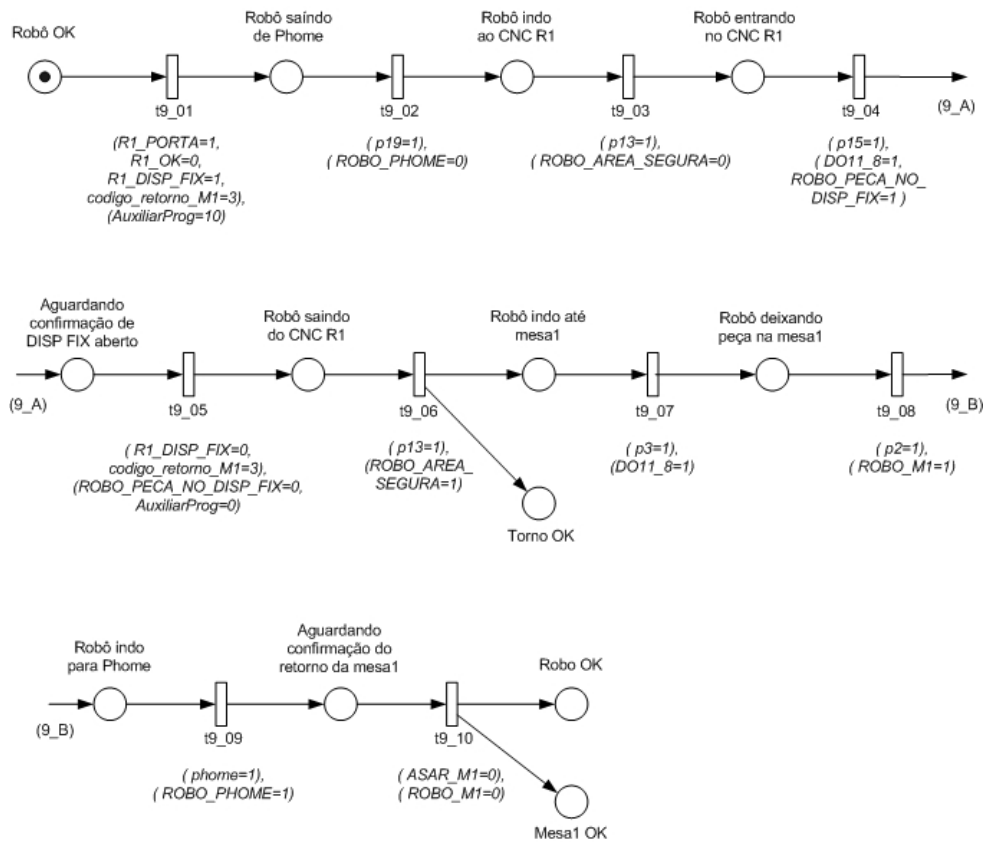 Robô OK
Robô saíndo
de Phome
Robô indo
ao CNC R1
Robô entrando
no CNC R1
t9_01
t9_02
t9_03
t9_04
(9_A)
(R1_PORTA=1,
R1_OK=0,
R1_DISP_FIX=1,
codigo_retorno_M1=3),
(AuxiliarProg=10)
( p19=1),
( ROBO_PHOME=0)
( p13=1),
( ROBO_AREA_SEGURA=0)
( p15=1),
( DO11_8=1,
ROBO_PECA_NO_
DISP_FIX=1 )
Aguardando
confirmação de
DISP FIX aberto
Robô saindo
do CNC R1
Robô indo até
mesa1
Robô deixando
peça na mesa1
(9_A)
t9_05
t9_06
t9_07
t9_08
(9_B)
( R1_DISP_FIX=0,
codigo_retorno_M1=3),
(ROBO_PECA_NO_DISP_FIX=0,
AuxiliarProg=0)
( p13=1),
(ROBO_AREA_
SEGURA=1)
( p3=1),
(DO11_8=1)
( p2=1),
( ROBO_M1=1)
Torno OK
Robô indo
para Phome
Aguardando
confirmação do
retorno da mesa1
Robo OK
(9_B)
t9_09
t9_10
( phome=1),
( ROBO_PHOME=1)
( ASAR_M1=0),
( ROBO_M1=0)
Mesa1 OK